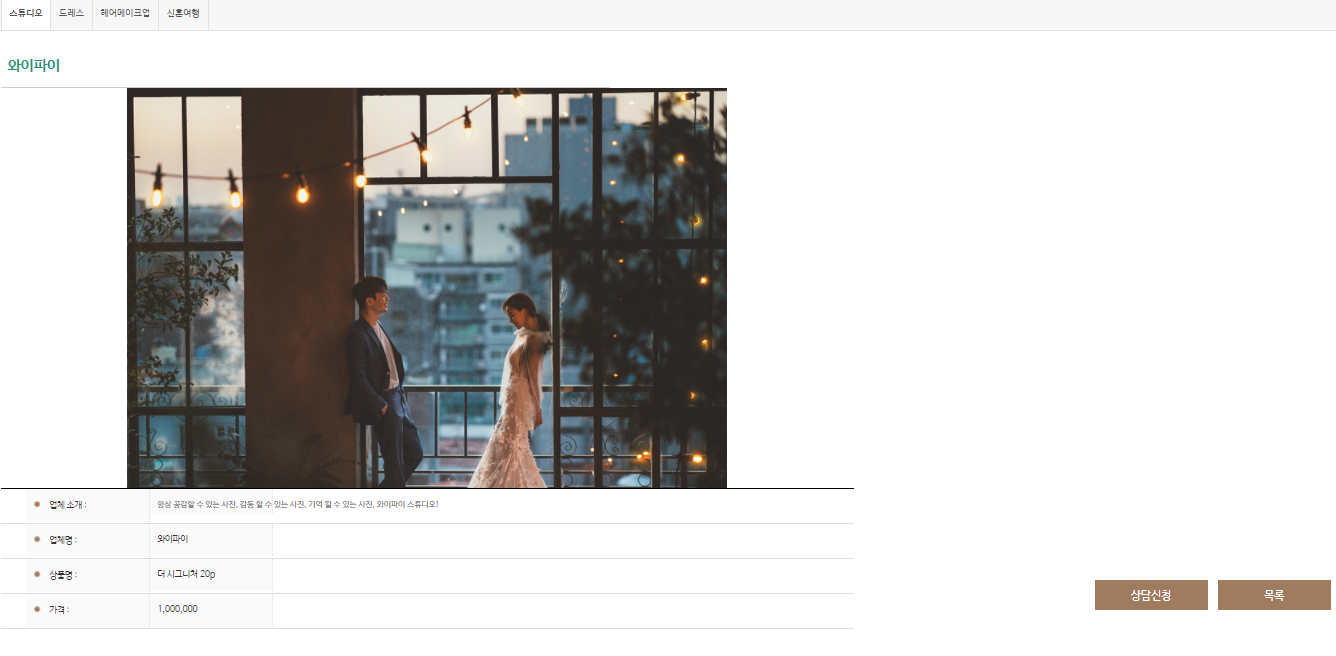 스튜디오 드레스 헤어메이크업 신혼여행
와이파이
업체 소개 : 항상 공감할 수 있는 사진, 감동 할 수 있는 사진, 기억 될 수 있는 사진, 와이파이 스튜디오!
업체명 : 와이파이
상품명 : 더 시그니처 20p
가격 : 1,000,000
상담신청 목록